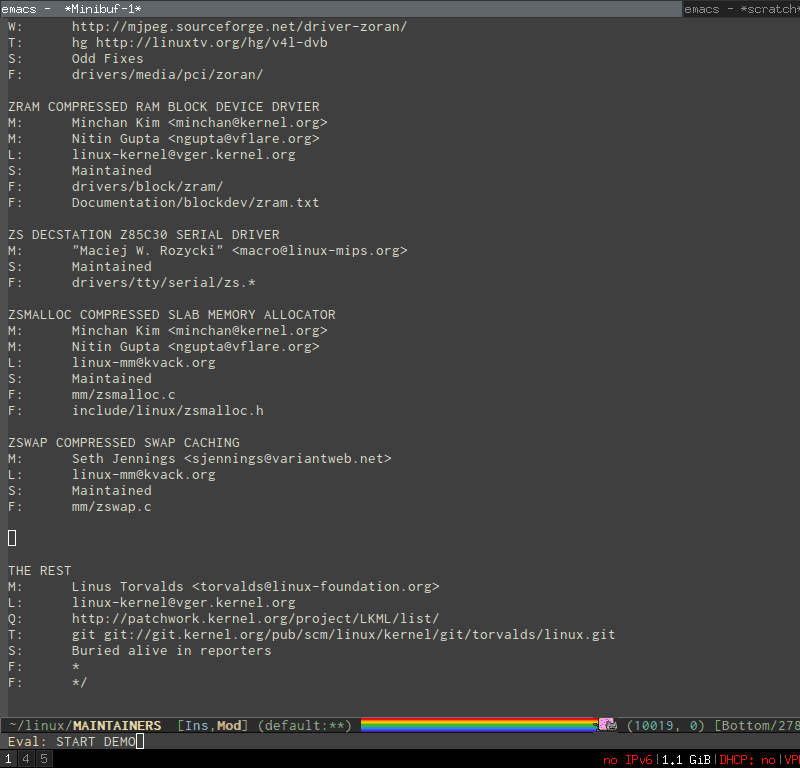 emacs -  *Minibuf-1* emacs - *scratch*
W: http://mjpeg.sourceforge.net/driver-zoran/
T: hg http://linuxtv.org/hg/v4l-dvb
S: Odd Fixes
F: drivers/media/pci/zoran/
ZRAM COMPRESSED RAM BLOCK DEVICE DRVIER
M: Minchan Kim <minchan@kernel.org>
M: Nitin Gupta <ngupta@vflare.org>
L: linux-kernel@vger.kernel.org
S: Maintained
F: drivers/block/zram/
F: Documentation/blockdev/zram.txt
ZS DECSTATION Z85C30 SERIAL DRIVER
M: "Maciej W. Rozycki" <macro@linux-mips.org>
S: Maintained
F: drivers/tty/serial/zs.*
ZSMALLOC COMPRESSED SLAB MEMORY ALLOCATOR
M: Minchan Kim <minchan@kernel.org>
M: Nitin Gupta <ngupta@vflare.org>
L: linux-mm@kvack.org
S: Maintained
F: mm/zsmalloc.c
F: include/linux/zsmalloc.h
ZSWAP COMPRESSED SWAP CACHING
M: Seth Jennings <sjennings@variantweb.net>
L: linux-mm@kvack.org
S: Maintained
F: mm/zswap.c
THE REST
M: Linus Torvalds <torvalds@linux-foundation.org>
L: linux-kernel@vger.kernel.org
Q: http://patchwork.kernel.org/project/LKML/list/
T: git git://git.kernel.org/pub/scm/linux/kernel/git/torvalds/linux.git
S: Buried alive in reporters
F: *
F: */
~/linux/MAINTAINERS [Ins,Mod] (default:**) (10019, 0) [Bottom/278
Eval: START DEMO
1 4 5 no IPv6|1.1 GiB|DHCP: no|VP